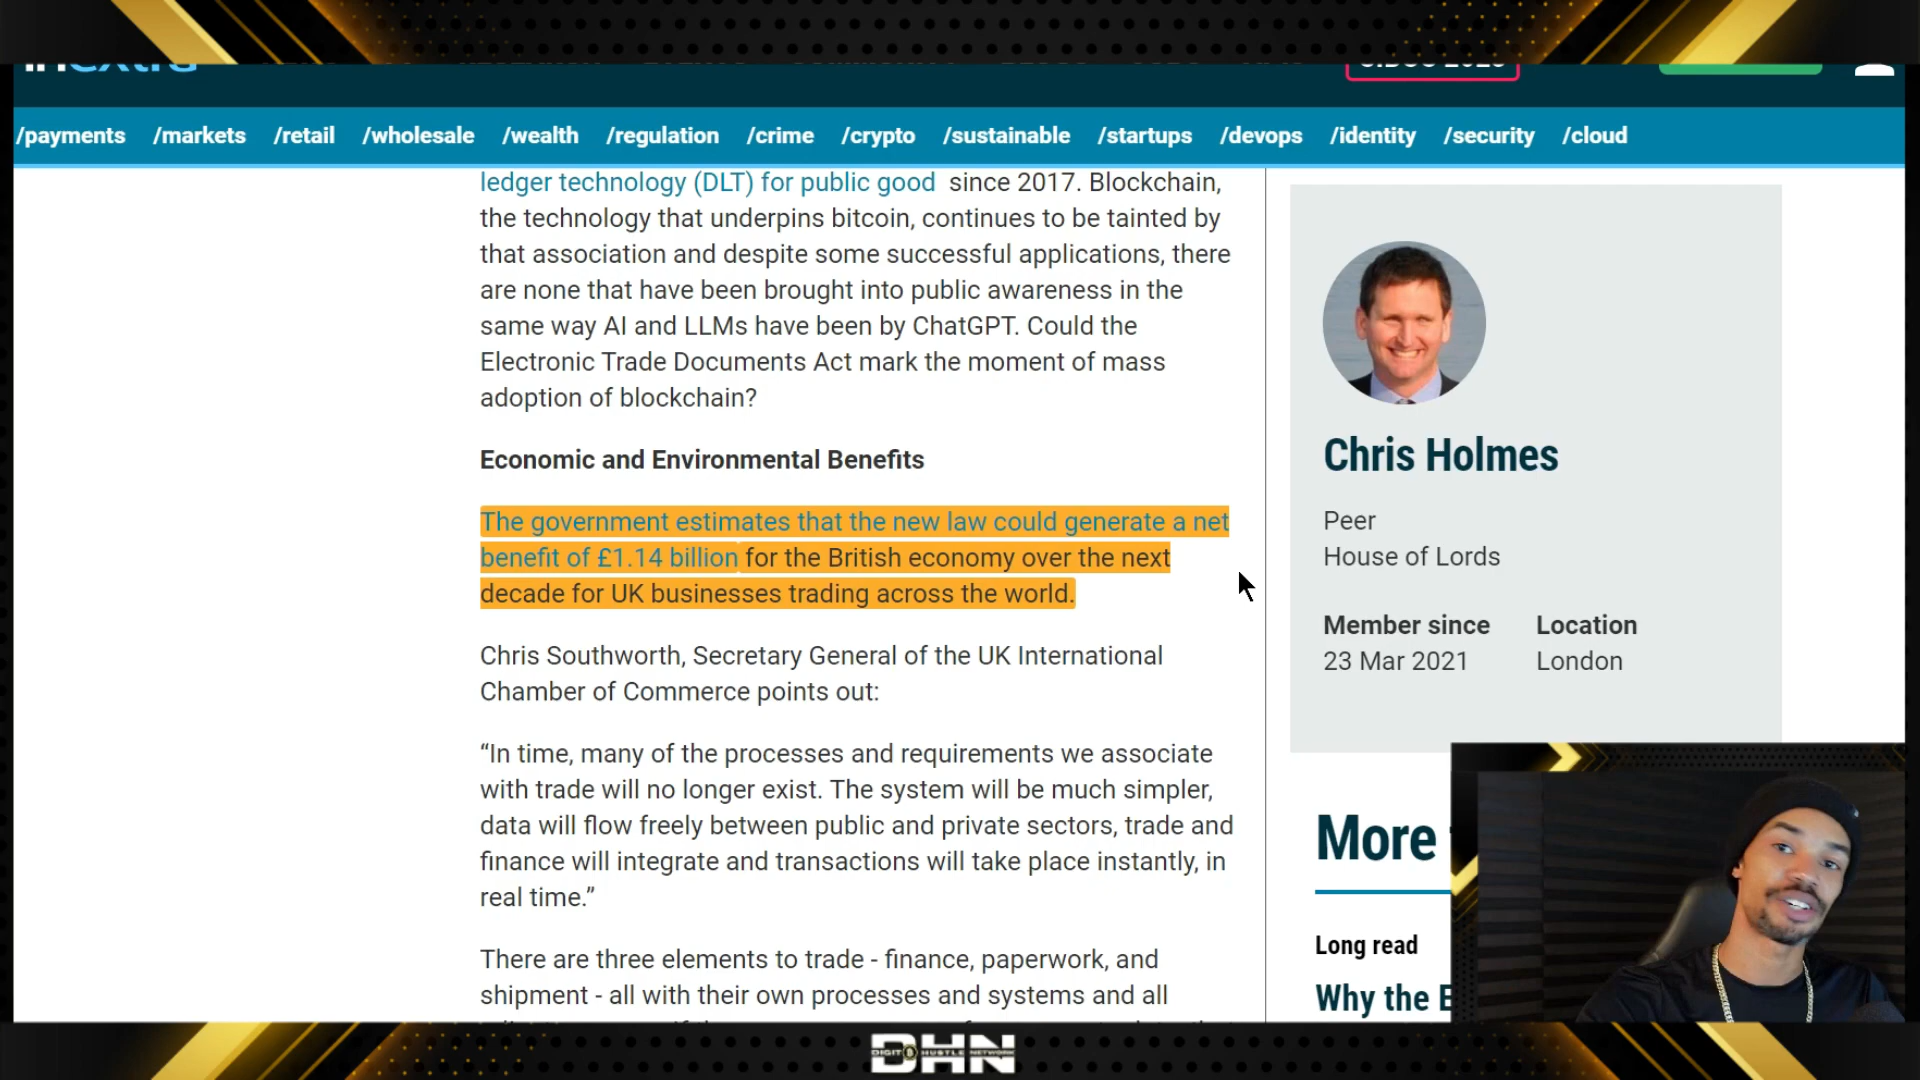 inextra
/payments /markets /retail /wholesale /wealth /regulation /crime /crypto /sustainable /startups /devops /identity /security /cloud
ledger technology (DLT) for public good since 2017. Blockchain,
the technology that underpins bitcoin, continues to be tainted by
that association and despite some successful applications, there
are none that have been brought into public awareness in the
same way AI and LLMs have been by ChatGPT. Could the
Electronic Trade Documents Act mark the moment of mass
adoption of blockchain?
Economic and Environmental Benefits
The government estimates that the new law could generate a net
benefit of £1.14 billion for the British economy over the next
decade for UK businesses trading across the world.
Chris Southworth, Secretary General of the UK International
Chamber of Commerce points out:
“In time, many of the processes and requirements we associate
with trade will no longer exist. The system will be much simpler,
data will flow freely between public and private sectors, trade and
finance will integrate and transactions will take place instantly, in
real time.”
There are three elements to trade - finance, paperwork, and
shipment - all with their own processes and systems and all
Chris Holmes
Peer
House of Lords
Member since Location
23 Mar 2021 London
More
Long read
Why the
DHN
DIGIT HUSTLE NETWORK